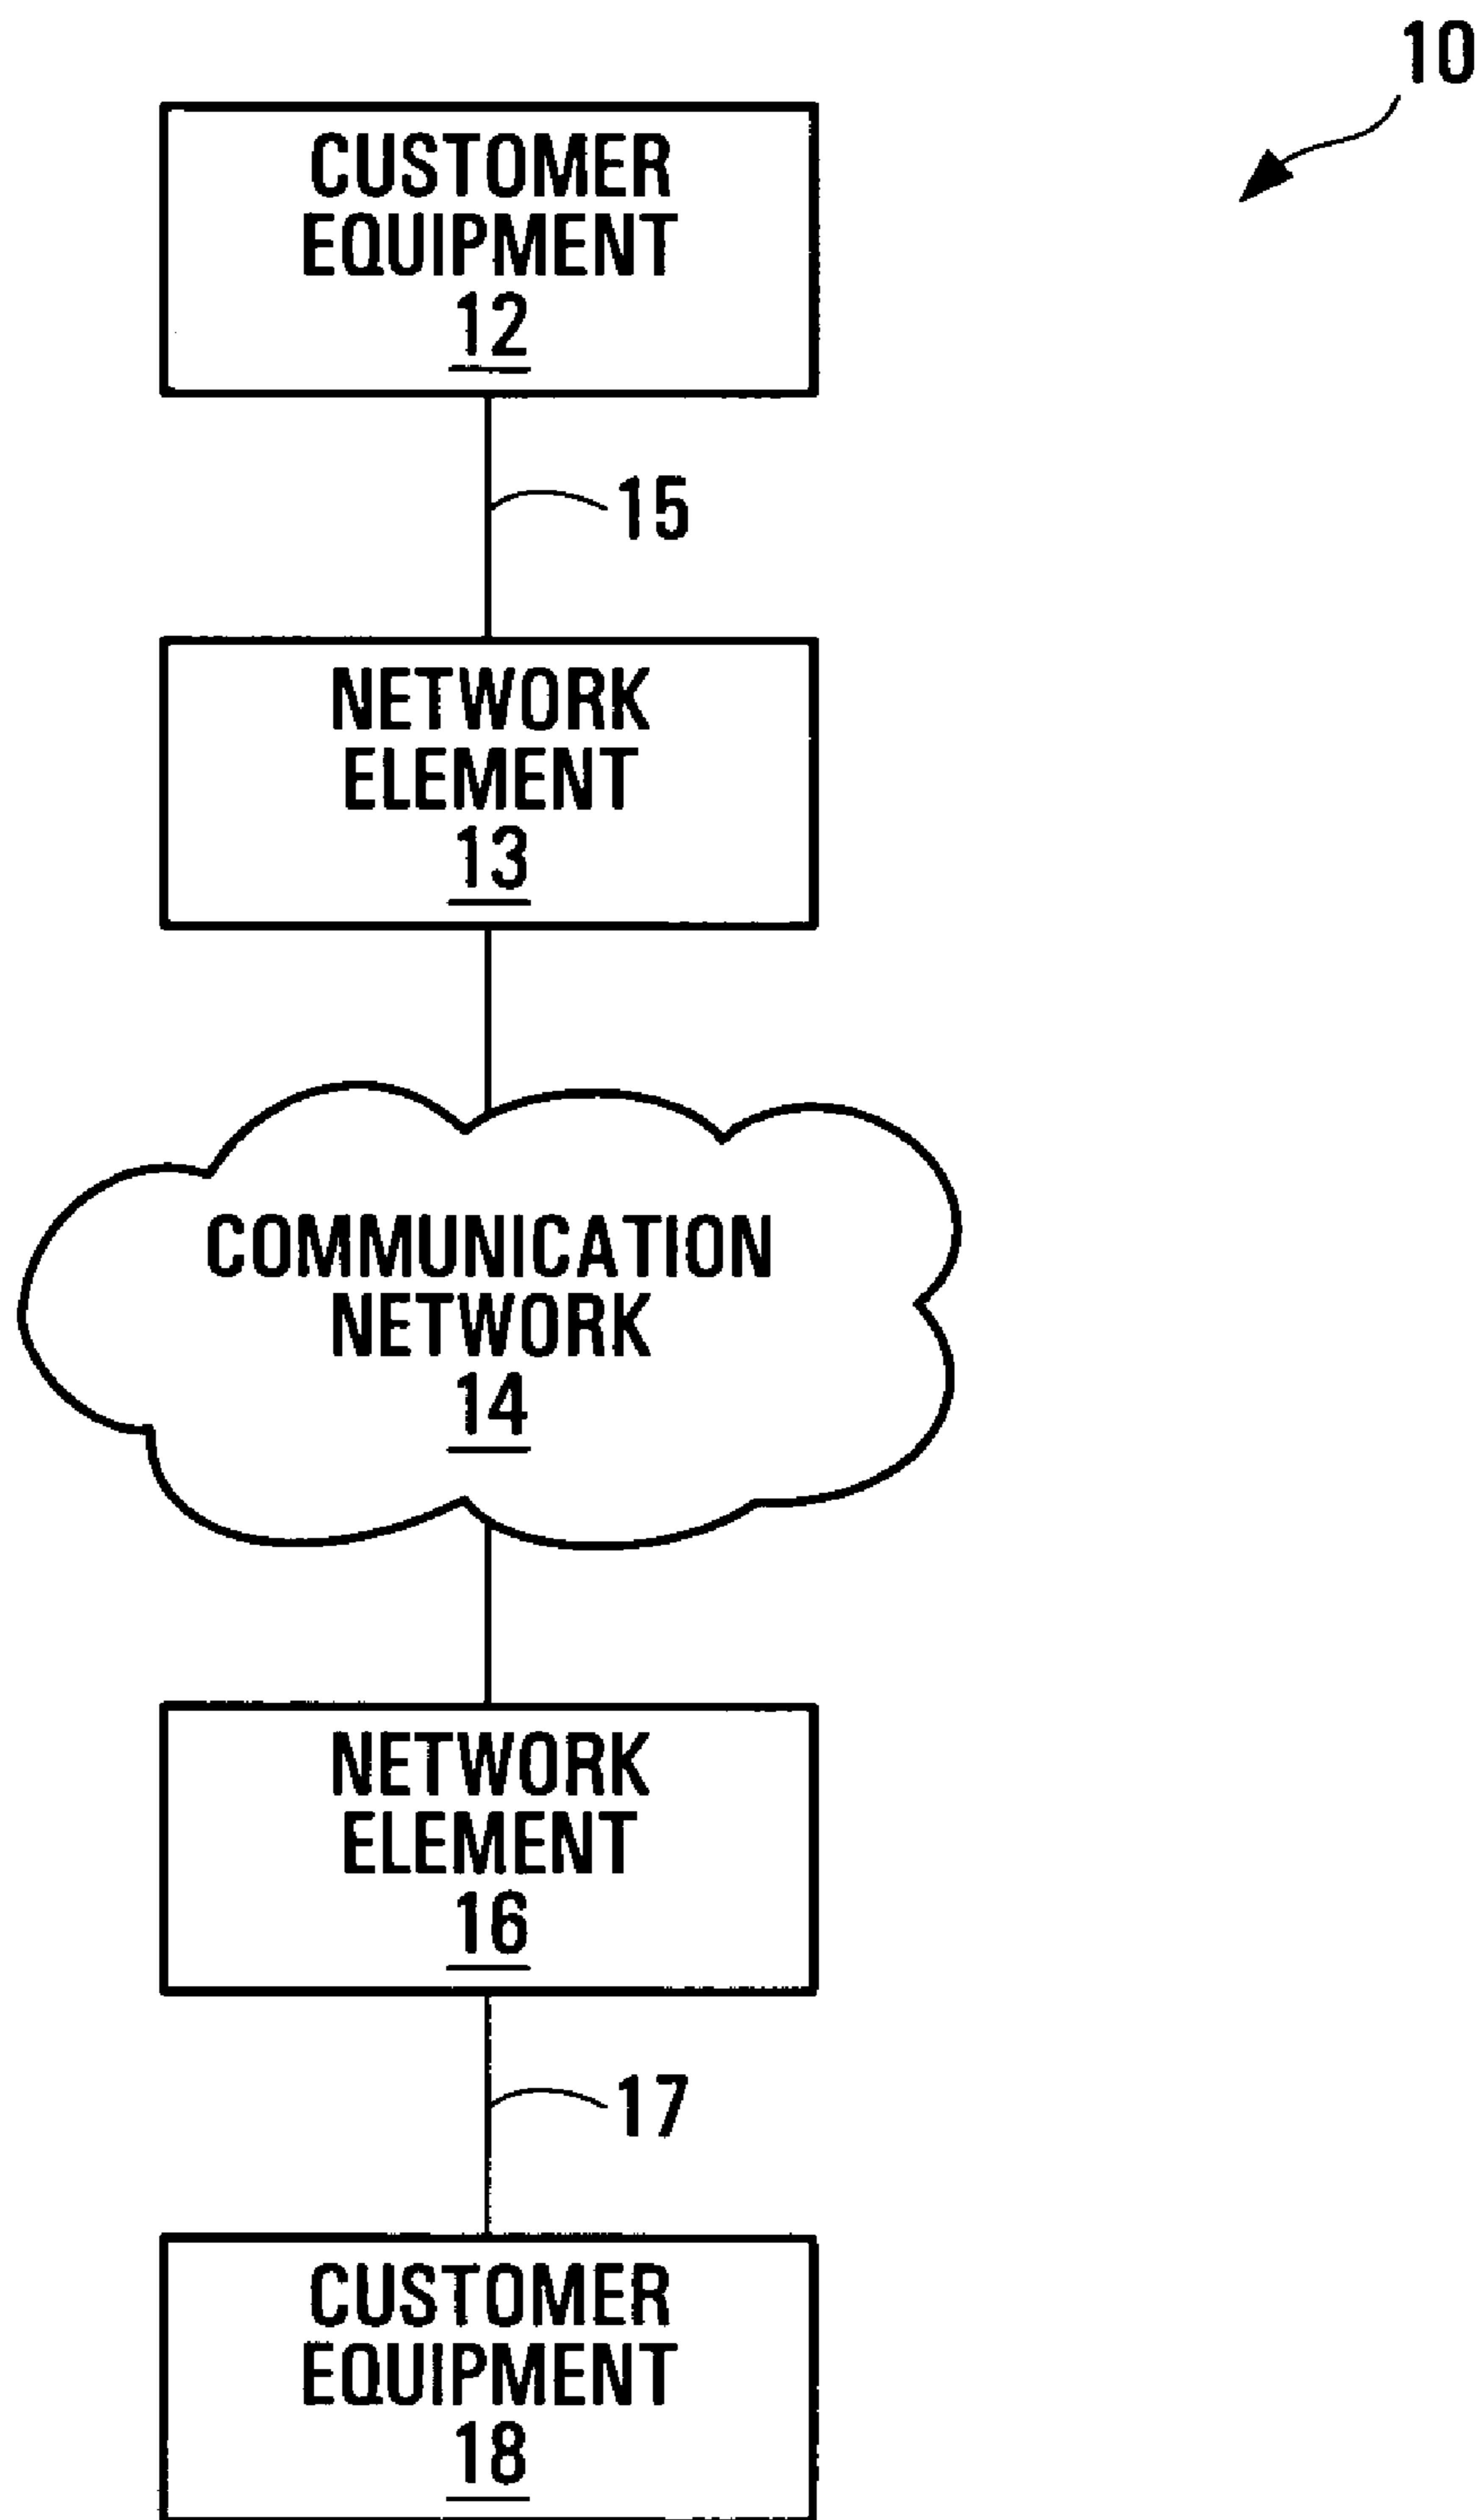 10
CUSTOMER
EQUIPMENT
12
15
NETWORK
ELEMENT
13
COMMUNICATION
NETWORK
14
NETWORK
ELEMENT
16
17
CUSTOMER
EQUIPMENT
18